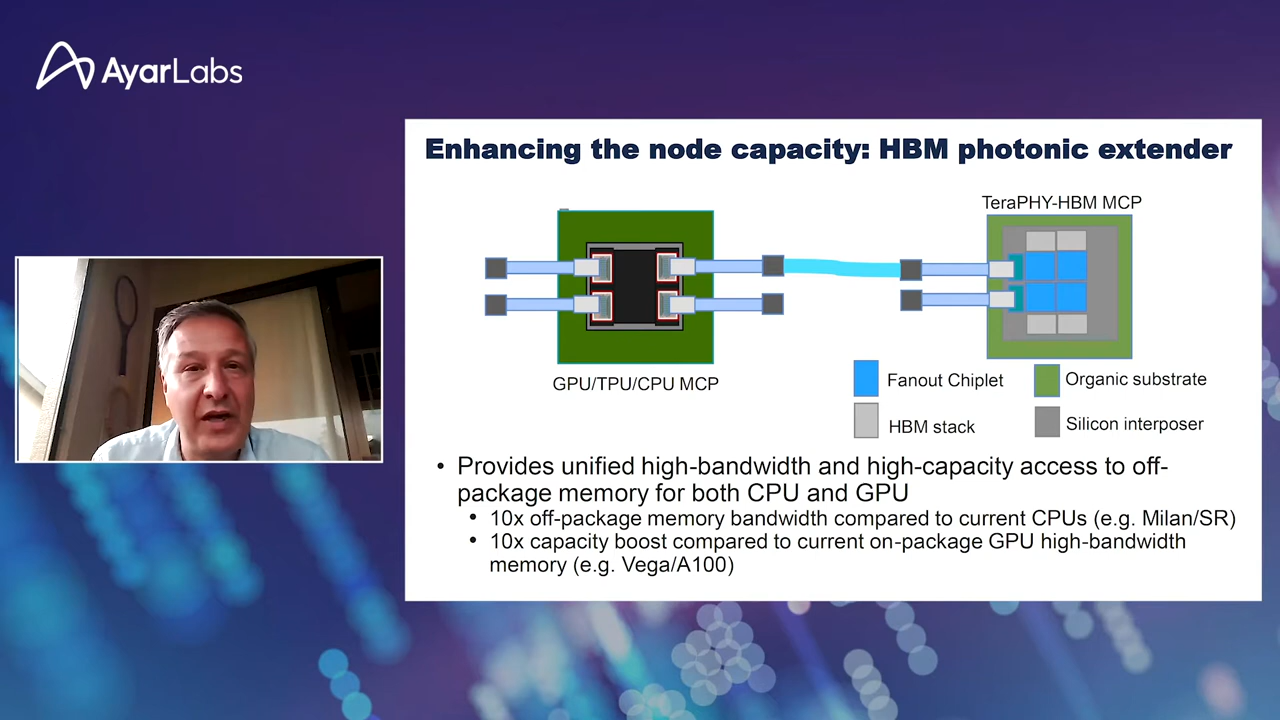 AyarLabs
Enhancing the node capacity: HBM photonic extender
TeraPHY-HBM MCP
GPU/TPU/CPU MCP
Fanout Chiplet
Organic substrate
HBM stack
Silicon interposer
• Provides unified high-bandwidth and high-capacity access to off-
package memory for both CPU and GPU
• 10x off-package memory bandwidth compared to current CPUs (e.g. Milan/SR)
• 10x capacity boost compared to current on-package GPU high-bandwidth
memory (e.g. Vega/A100)